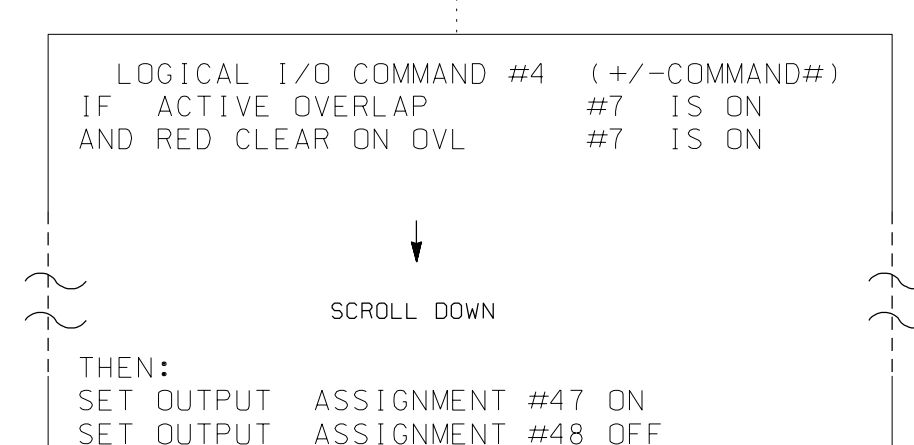 LOGICAL I/O COMMAND #4 (+/-COMMAND#)
IF ACTIVE OVERLAP #7 IS ON
AND RED CLEAR ON OVL #7 IS ON
SCROLL DOWN
THEN:
SET OUTPUT ASSIGNMENT #47 ON
SET OUTPUT ASSIGNMENT #48 OFF